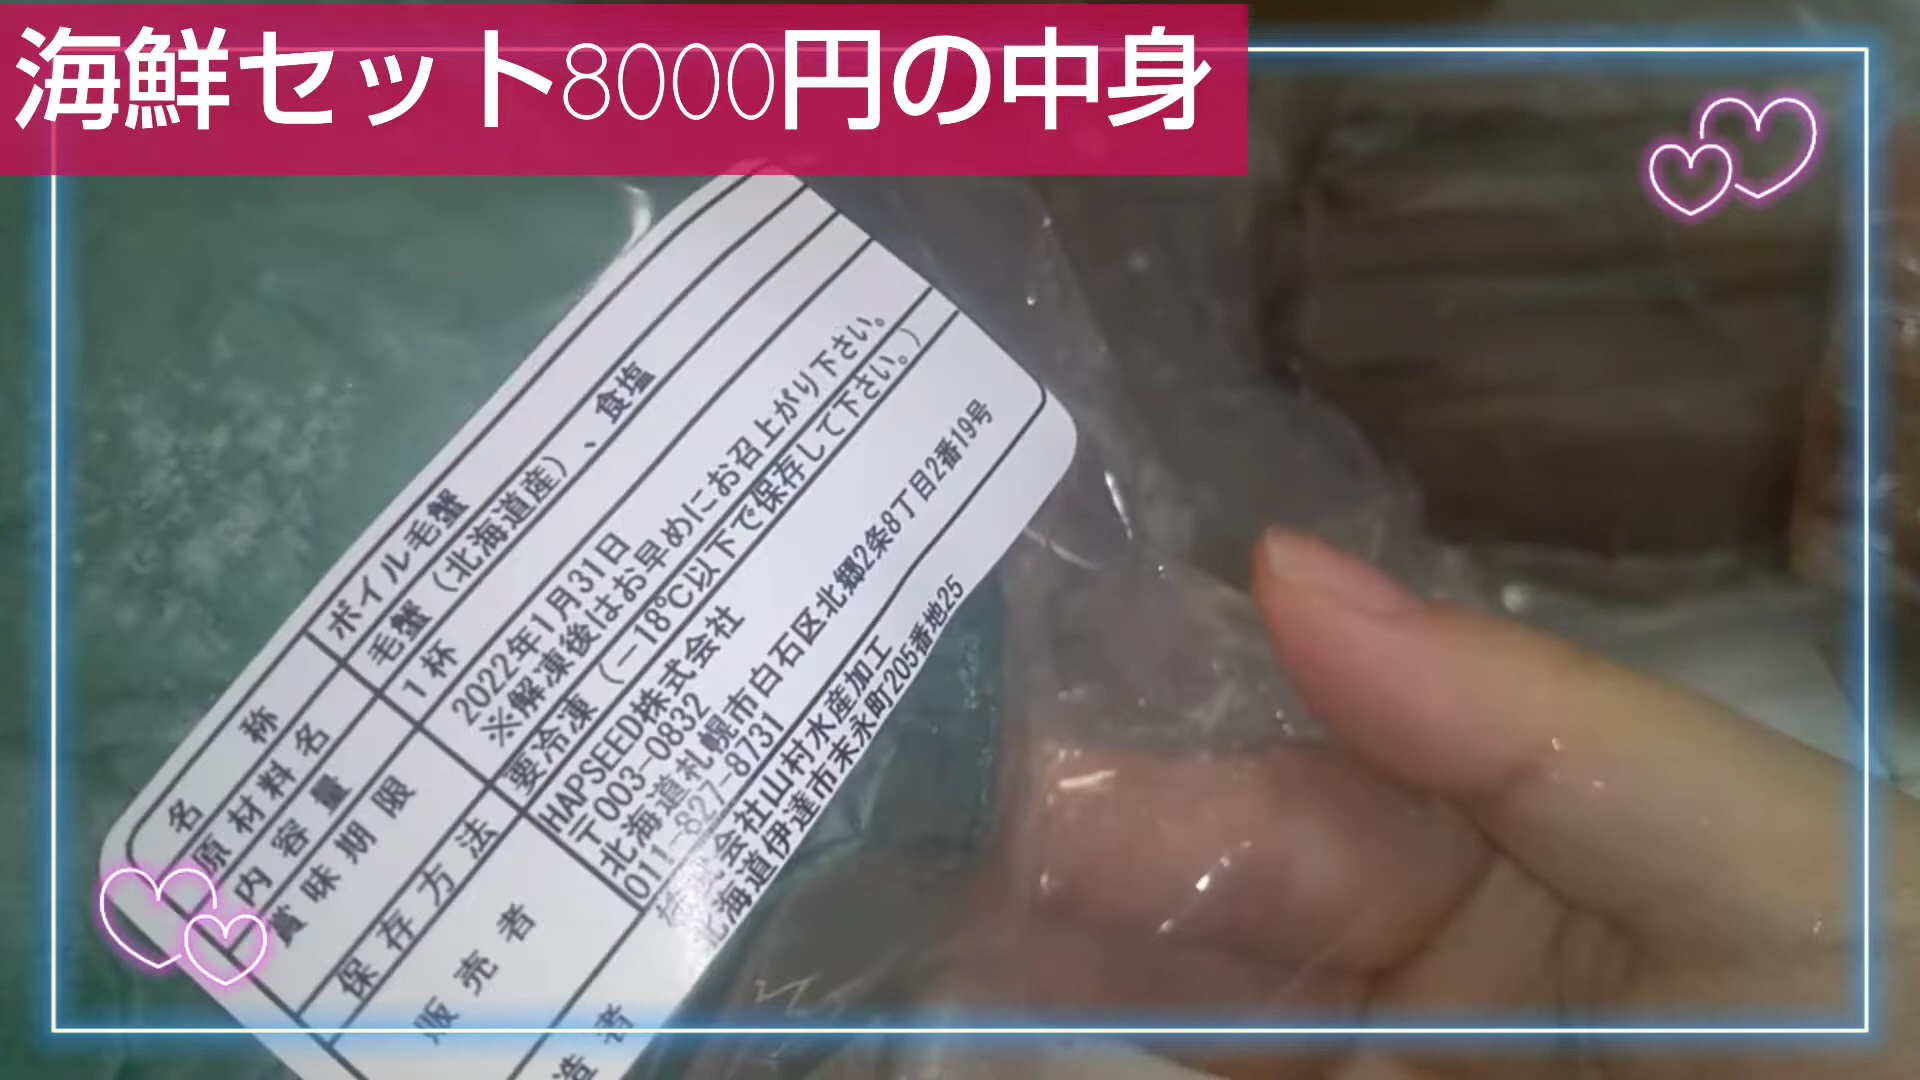 海鮮セット8000円の中身
名称 ボイル毛蟹
原材料名 毛蟹（北海道産）、食塩
内容量 1杯
賞味期限 2022年1月31日
※解凍後はお早めにお召上がり下さい。
保存方法 要冷凍（－18℃以下で保存して下さい。）
販売者 HAPSEED株式会社
〒003-0832
北海道札幌市白石区北郷2条8丁目2番19号
011-827-8731
造者 株式会社山村水産加工
北海道伊達市末永町205番地25